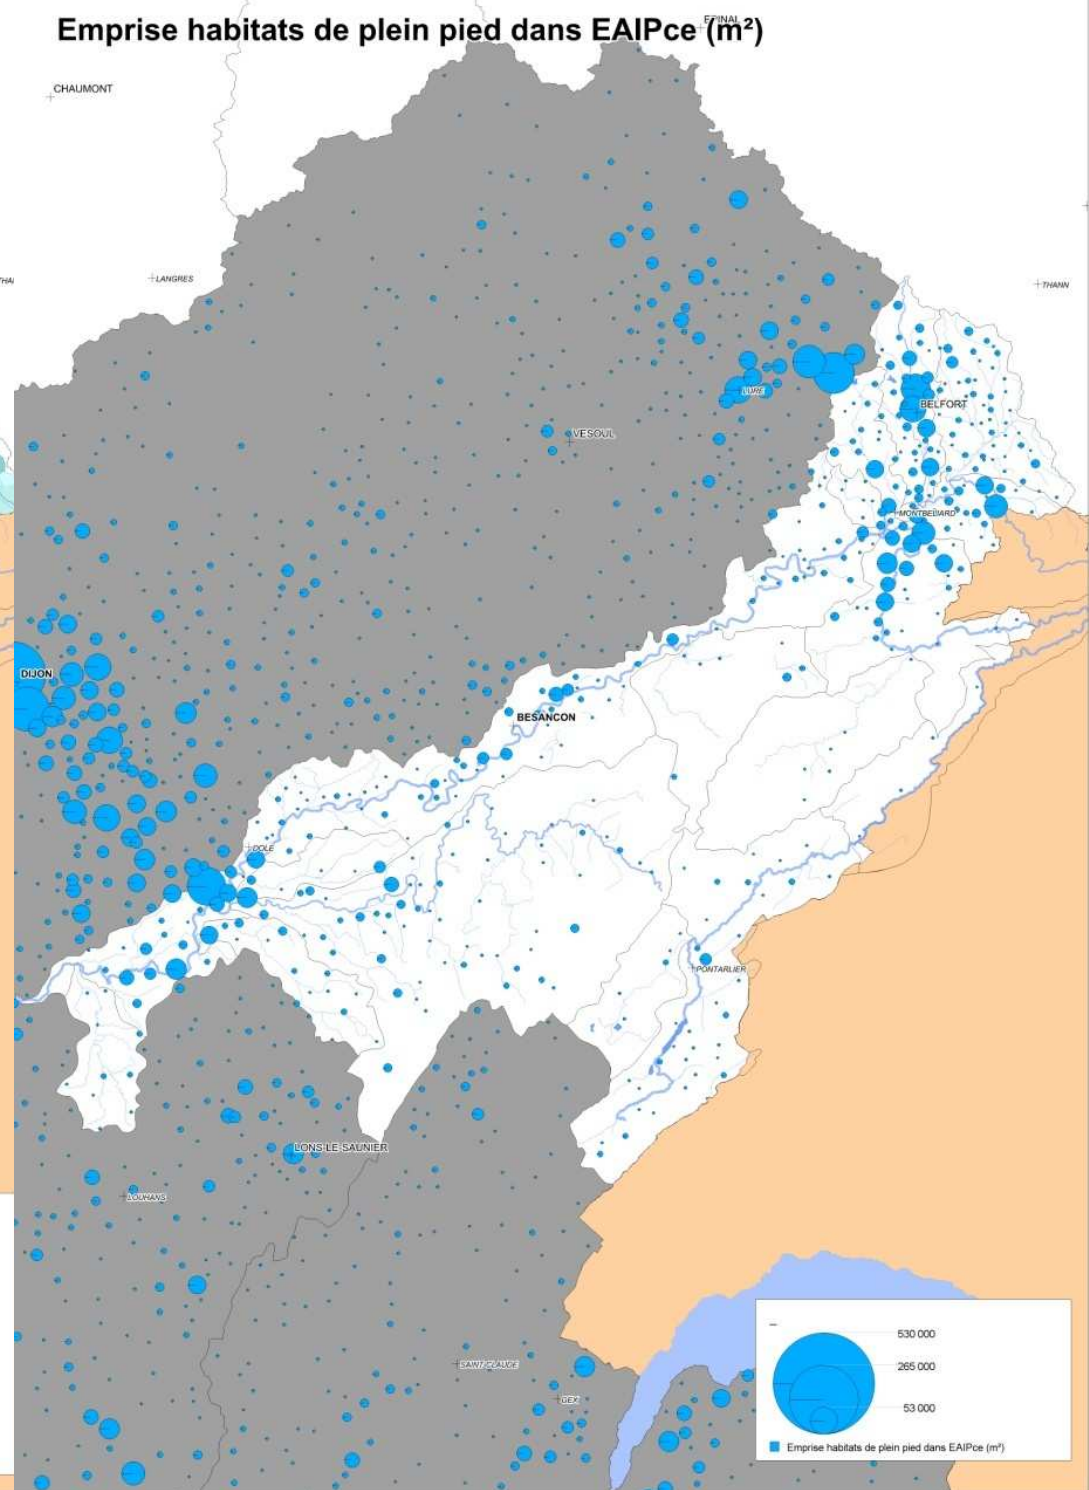 Emprise habitats de plein pied dans EAIPce (m²)
EPINAL
CHAUMONT
LANGRES
THANN
LURE
BELFORT
VESOUL
MONTBELIARD
DIJON
BESANCON
DOLE
PONTARLIER
LONS-LE-SAUNIER
LOUHANS
SAINT-CLAUDE
GEX
530 000
265 000
53 000
Emprise habitats de plein pied dans EAIPce (m²)